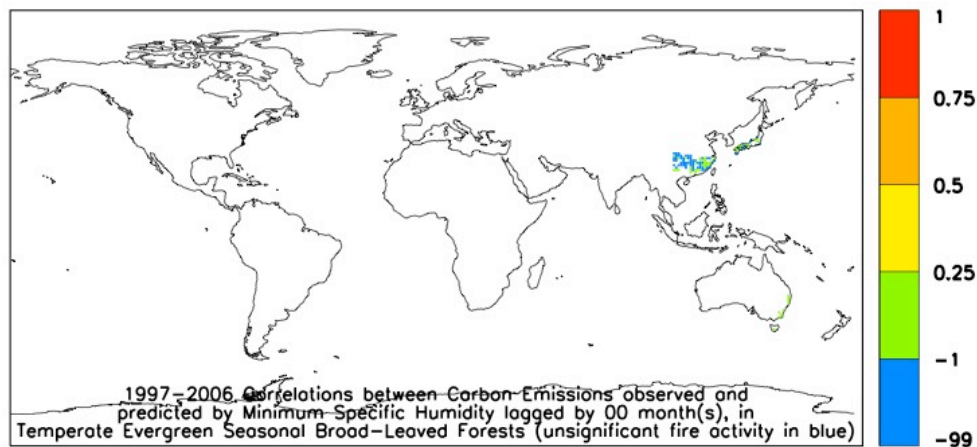 1
0.75
0.5
0.25
-1
-99
1997-2006 Correlations between Carbon Emissions observed and
predicted by Minimum Specific Humidity lagged by 00 month(s), in
Temperate Evergreen Seasonal Broad-Leaved Forests (unsignificant fire activity in blue)